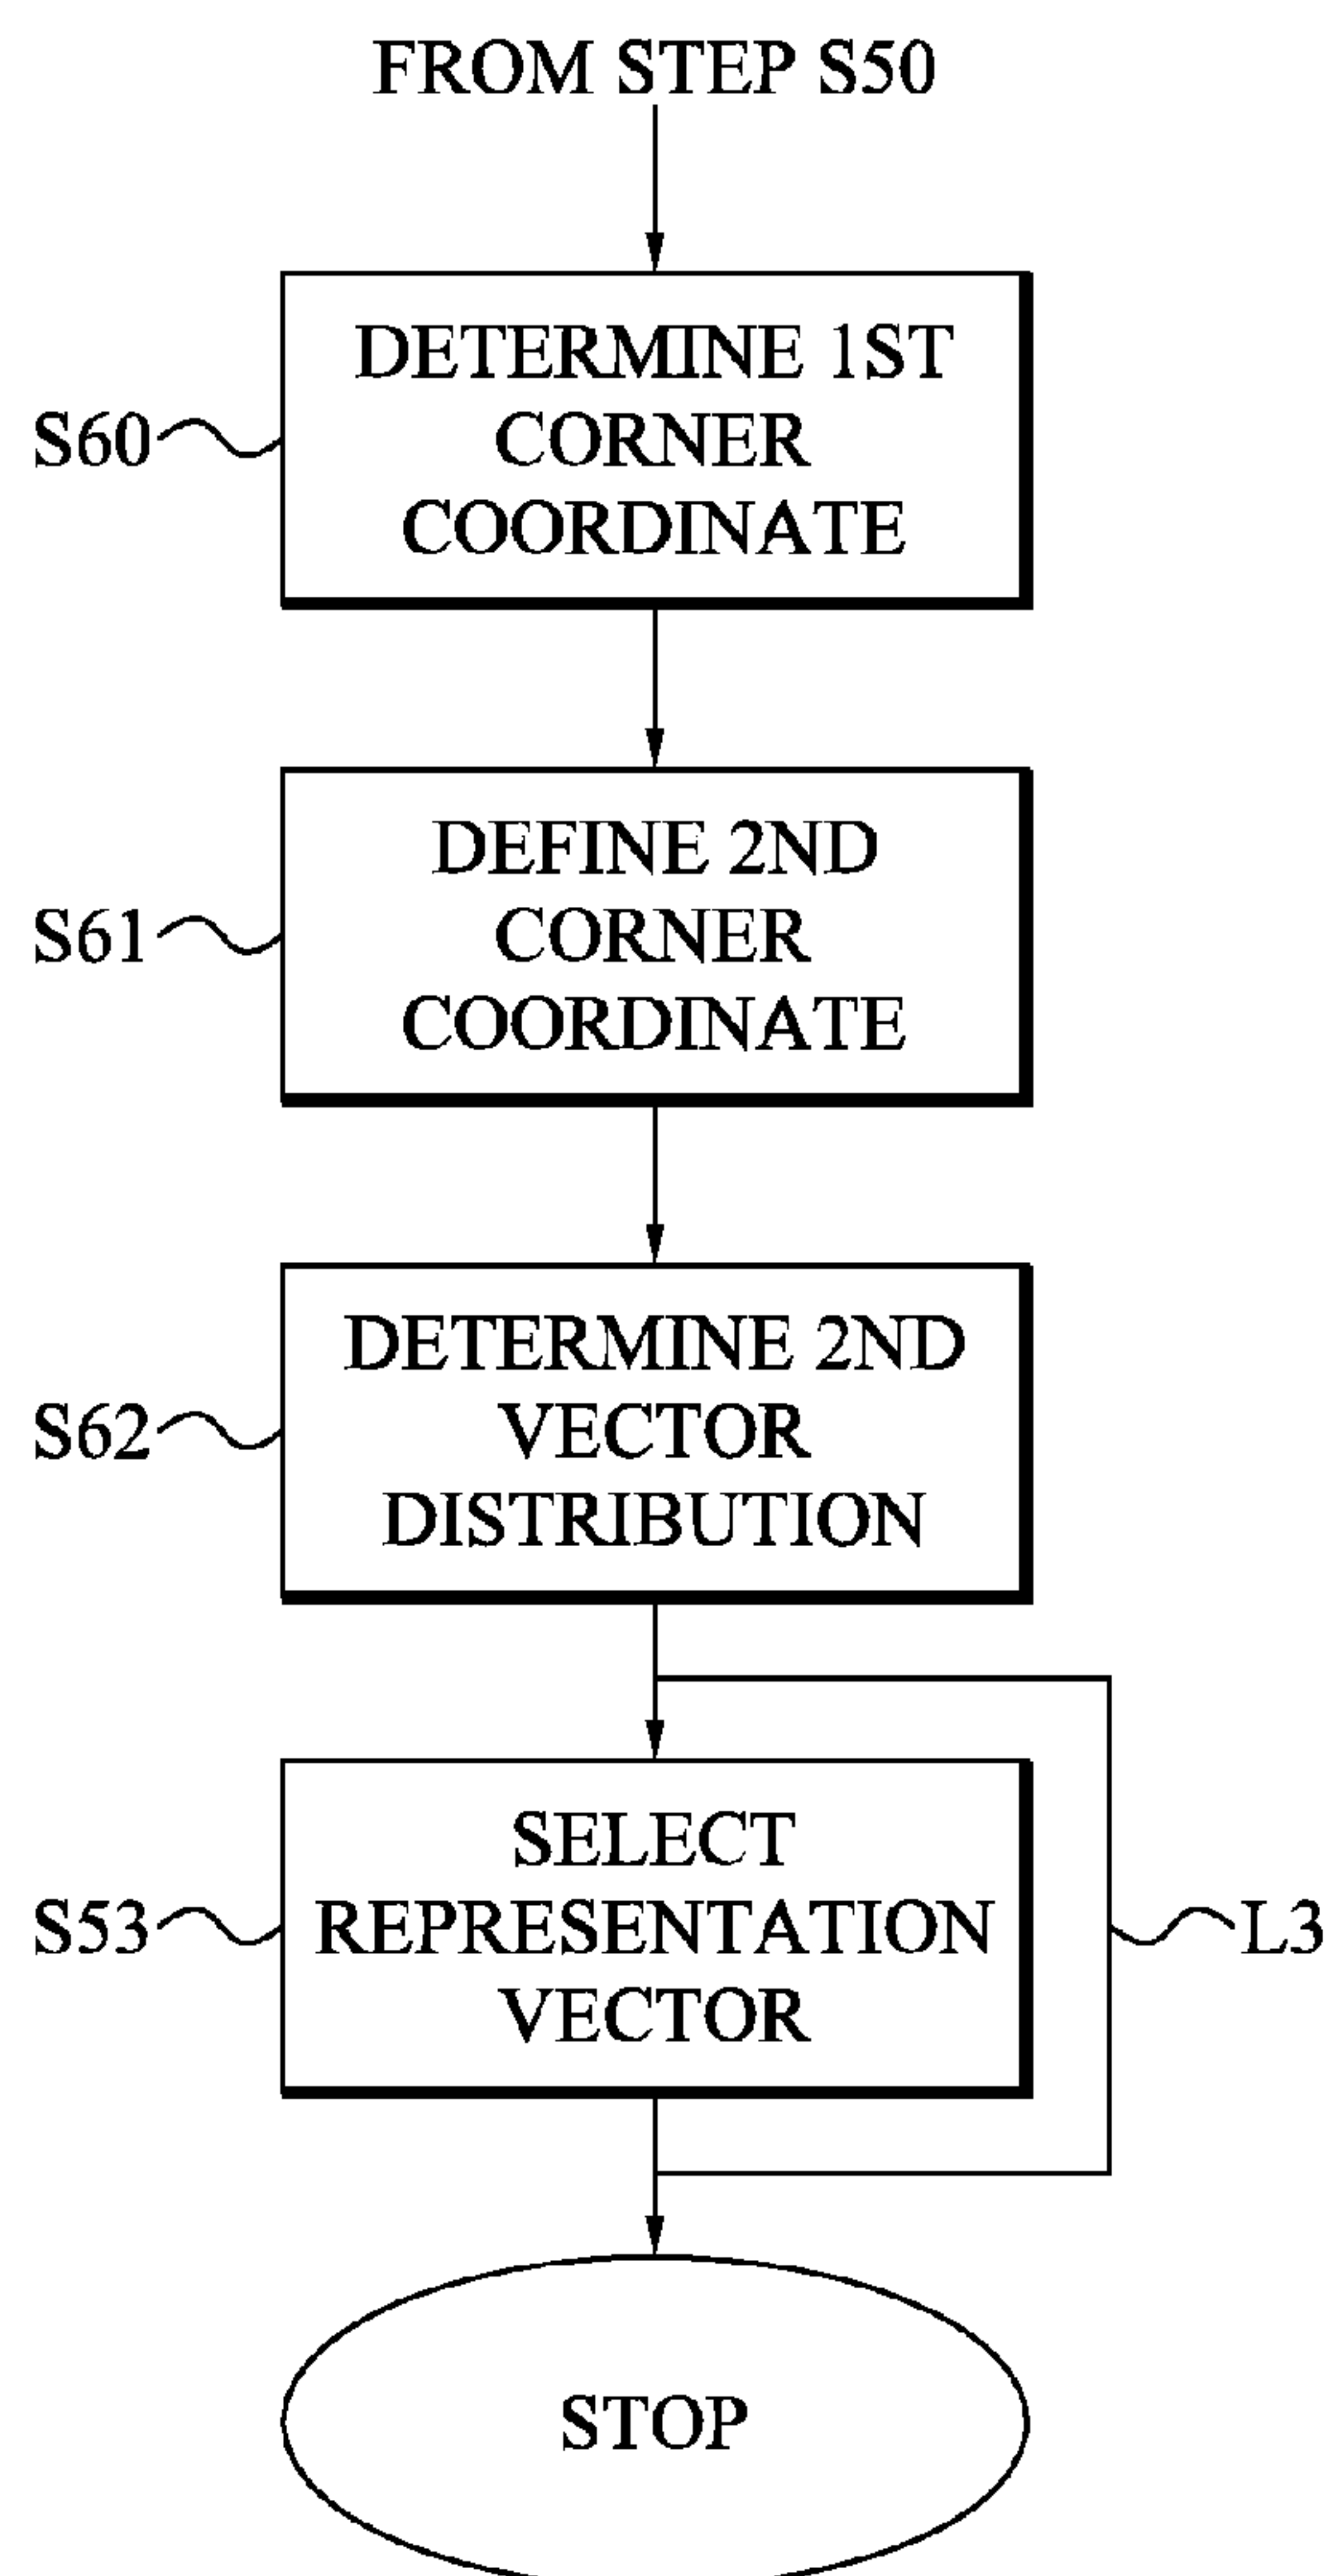 FROM STEP S50
DETERMINE 1ST
CORNER
COORDINATE
S60
DEFINE 2ND
CORNER
COORDINATE
S61
DETERMINE 2ND
VECTOR
DISTRIBUTION
S62
SELECT
REPRESENTATION
VECTOR
S53
L3
STOP